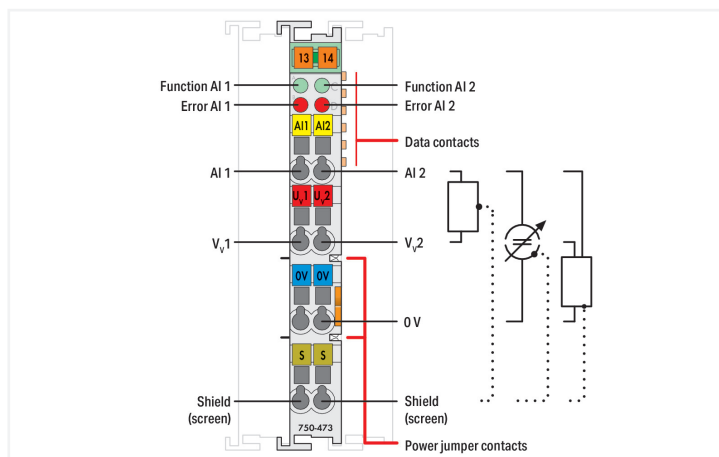 13 14
Function AI 1
Function AI 2
Error AI 1
Error AI 2
AI1 AI2
Data contacts
AI 1
AI 2
Uᵥ1 Uᵥ2
Vᵥ1
Vᵥ2
0V 0V
0 V
S S
Shield
(screen)
Shield
(screen)
750-473
Power jumper contacts